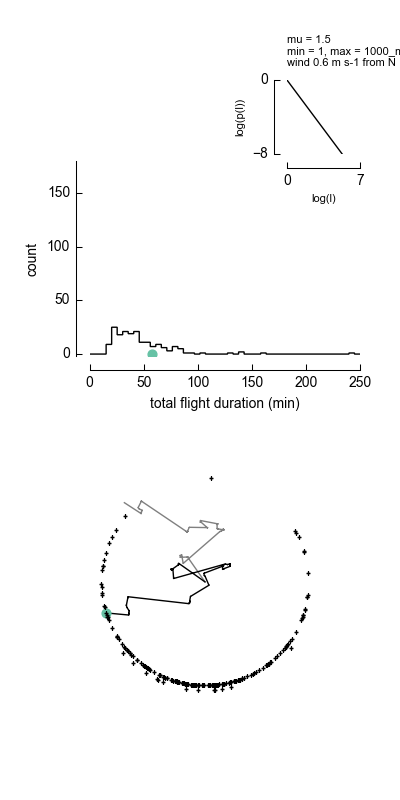 mu = 1.5
min = 1, max = 1000_m
wind 0.6 m s-1 from N
0
log(p(l))
−8
0
7
log(l)
150
count
100
50
0
0
50
100
150
200
250
total flight duration (min)